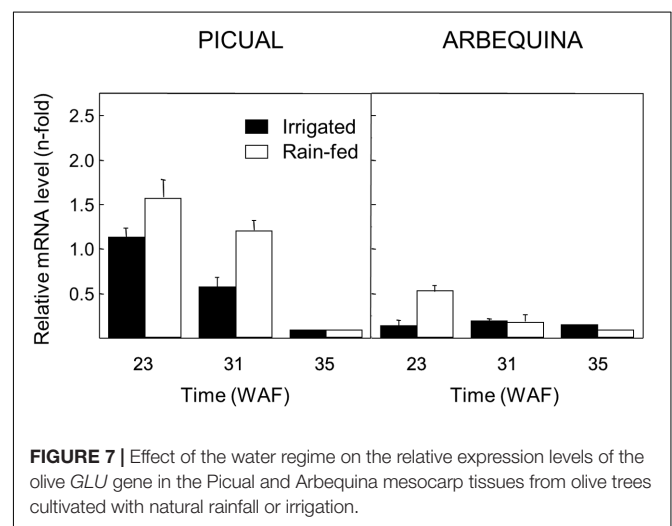 PICUAL ARBEQUINA
Relative mRNA level (n-fold)
2.5
2.0
1.5
1.0
0.5
Irrigated
Rain-fed
23 31 35 23 31 35
Time (WAF) Time (WAF)
FIGURE 7 | Effect of the water regime on the relative expression levels of the
olive GLU gene in the Picual and Arbequina mesocarp tissues from olive trees
cultivated with natural rainfall or irrigation.